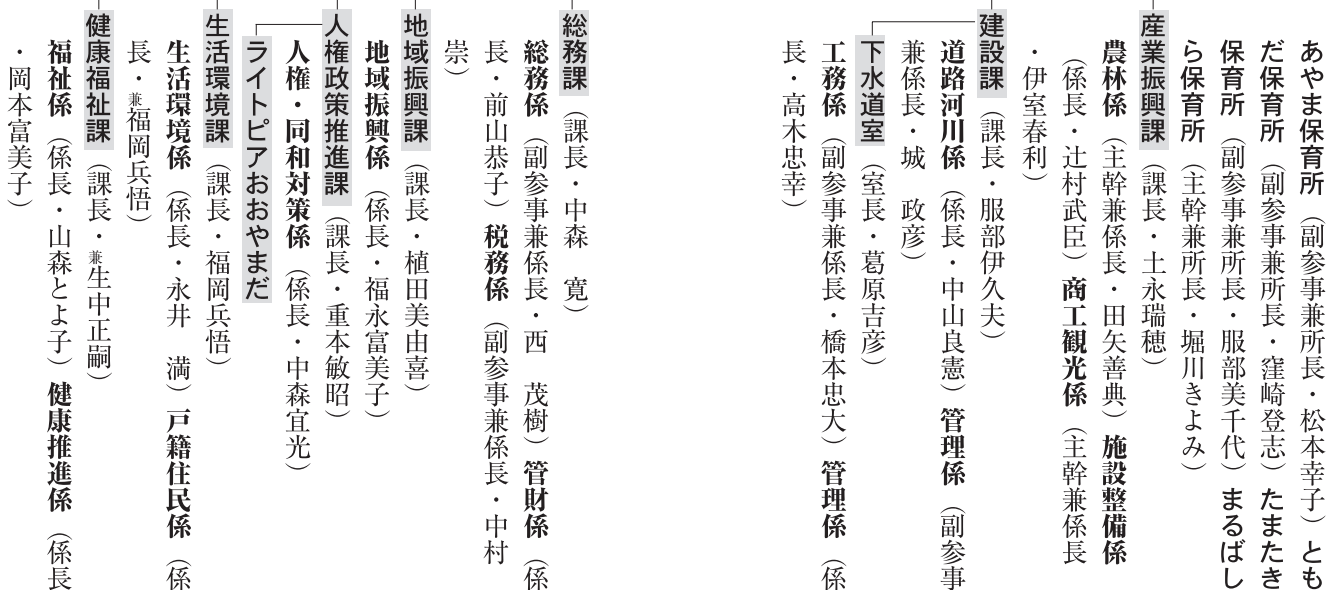 あやま保育所（副参事兼所長・松本幸子）とも
だ保育所（副参事兼所長・窪崎登志）たまたき
保育所（副参事兼所長・服部美千代）まるばし
ら保育所（主幹兼所長・堀川きよみ）
産業振興課（課長・土永瑞穂）
農林係（主幹兼係長・田矢善典）施設整備係
（係長・辻村武臣）商工観光係（主幹兼係長
・伊室春利）
建設課（課長・服部伊久夫）
道路河川係（係長・中山良憲）管理係（副参事
兼係長・城　政彦）
下水道室（室長・葛原吉彦）
工務係（副参事兼係長・橋本忠大）管理係（係
長・高木忠幸）
総務課（課長・中森　寛）
総務係（副参事兼係長・西　茂樹）管財係（係
長・前山恭子）税務係（副参事兼係長・中村
崇）
地域振興課（課長・植田美由喜）
地域振興係（係長・福永富美子）
人権政策推進課（課長・重本敏昭）
人権・同和対策係（係長・中森宜光）
ライトピアおおやまだ
生活環境課（課長・福岡兵悟）
生活環境係（係長・永井　満）戸籍住民係（係
長・兼福岡兵悟）
健康福祉課（課長・兼生中正嗣）
福祉係（係長・山森とよ子）健康推進係（係長
・岡本富美子）